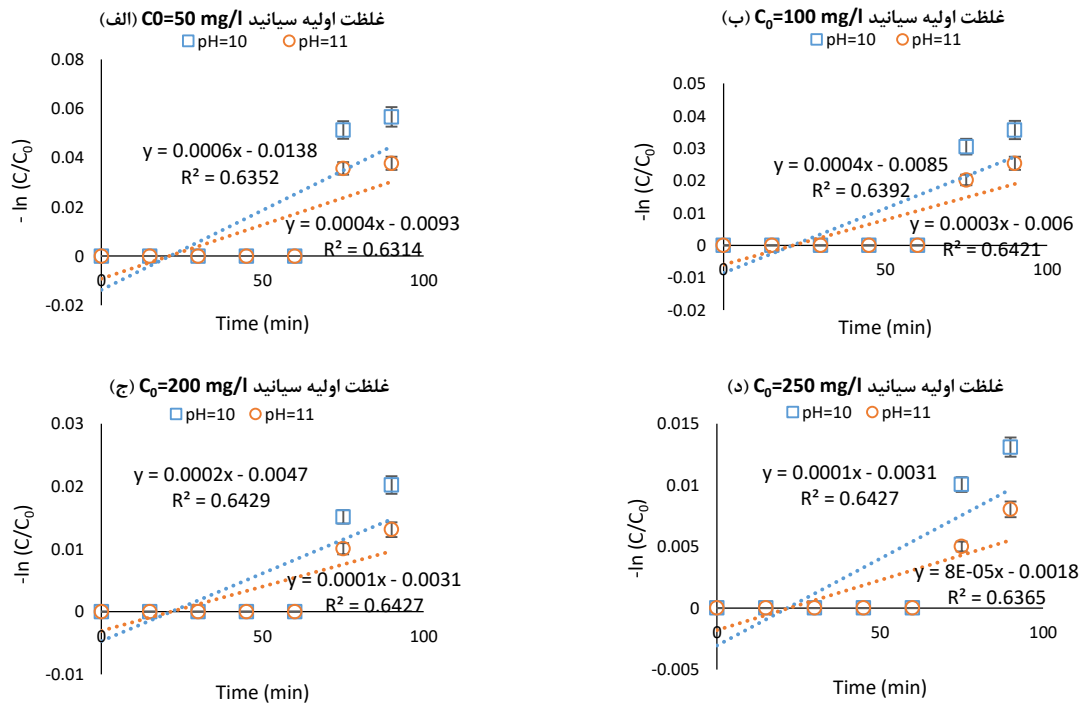 (الف) C0=50 mg/l غلظت اولیه سیانید
pH=10 pH=11
0.08
0.06
0.04
0.02
0
-0.02
- ln (C/C₀)
y = 0.0006x - 0.0138
R² = 0.6352
y = 0.0004x - 0.0093
R² = 0.6314
0 50 100
Time (min)
(ب) C₀=100 mg/l غلظت اولیه سیانید
pH=10 pH=11
0.05
0.04
0.03
0.02
0.01
0
-0.01
-0.02
-ln (C/C₀)
y = 0.0004x - 0.0085
R² = 0.6392
y = 0.0003x - 0.006
R² = 0.6421
0 50 100
Time (min)
(ج) C₀=200 mg/l غلظت اولیه سیانید
pH=10 pH=11
0.03
0.02
0.01
0
-0.01
-ln (C/C₀)
y = 0.0002x - 0.0047
R² = 0.6429
y = 0.0001x - 0.0031
R² = 0.6427
0 50 100
Time (min)
(د) C₀=250 mg/l غلظت اولیه سیانید
pH=10 pH=11
0.015
0.01
0.005
0
-0.005
-ln (C/C₀)
y = 0.0001x - 0.0031
R² = 0.6427
y = 8E-05x - 0.0018
R² = 0.6365
0 50 100
Time (min)